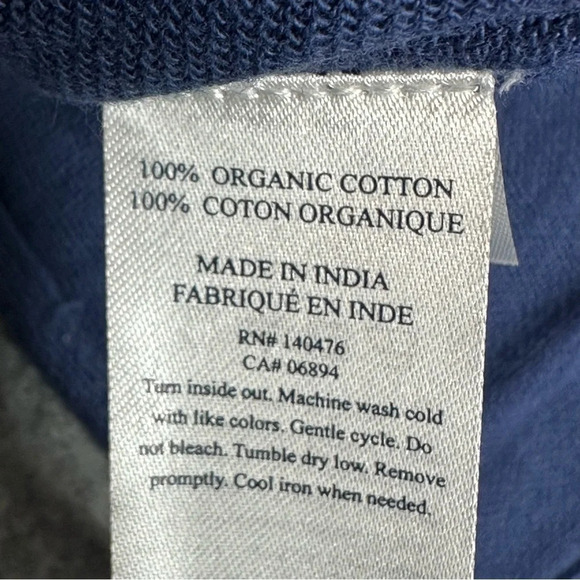 100% ORGANIC COTTON
100% COTON ORGANIQUE
MADE IN INDIA
FABRIQUÉ EN INDE
RN# 140476
CA# 06894
Turn inside out. Machine wash cold
with like colors. Gentle cycle. Do
not bleach. Tumble dry low. Remove
promptly. Cool iron when needed.